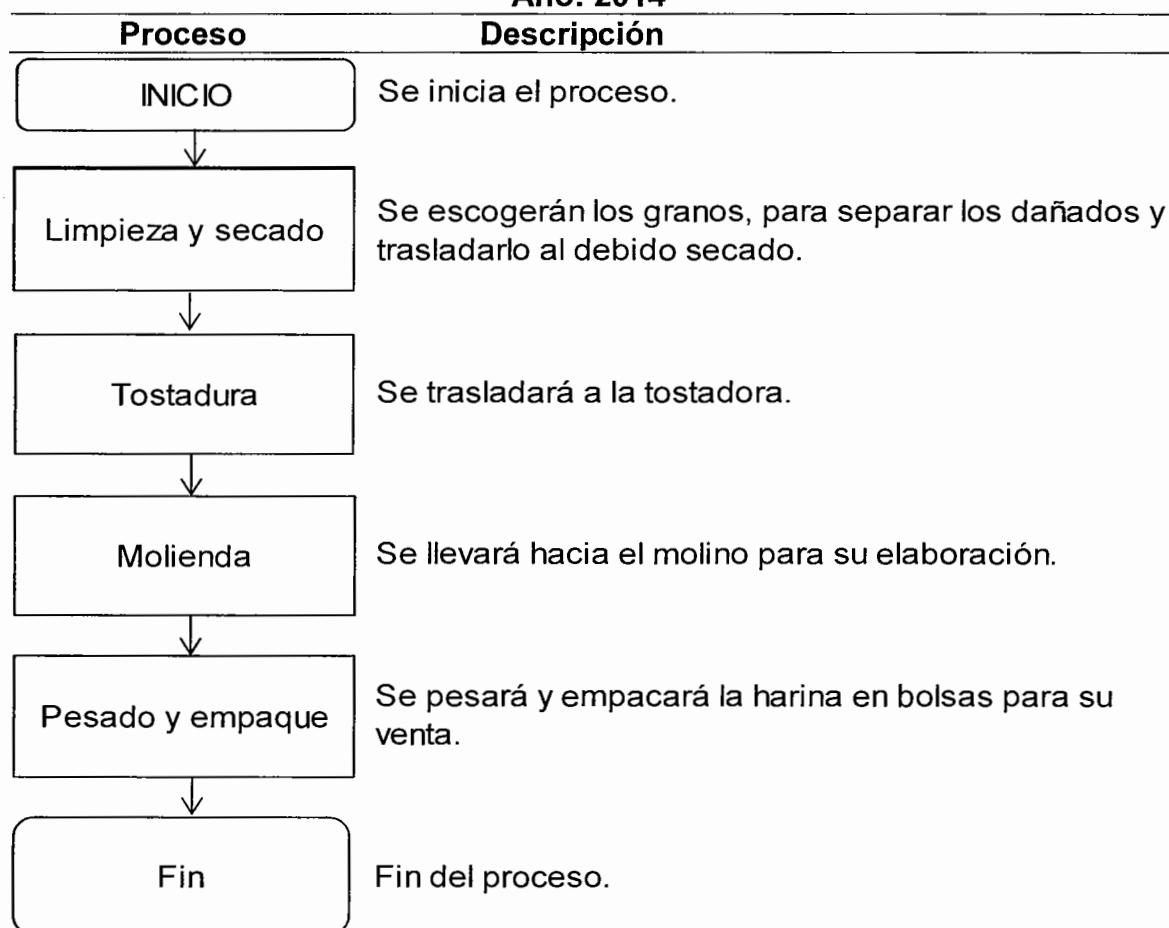 Año: 2014
Proceso Descripción
INICIO Se inicia el proceso.
Limpieza y secado
Se escogerán los granos, para separar los dañados y
trasladarlo al debido secado.
Tostadura Se trasladará a la tostadora.
Molienda Se llevará hacia el molino para su elaboración.
Pesado y empaque
Se pesará y empacará la harina en bolsas para su
venta.
Fin Fin del proceso.